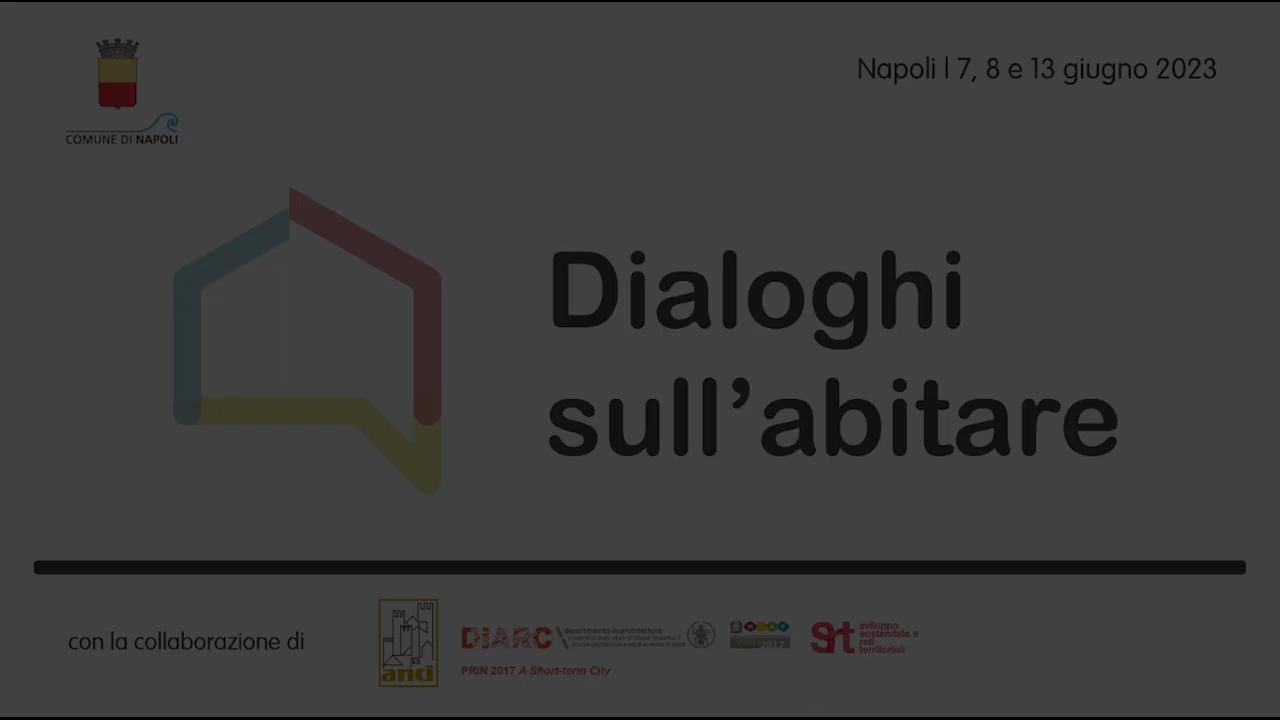 COMUNE DI NAPOLI
Napoli | 7, 8 e 13 giugno 2023
Dialoghi
sull'abitare
con la collaborazione di
anci
DiARC
dipartimento di architettura
PRIN 2017 A Short-term City
Srt
sviluppo
sostenibile e
reti
territoriali